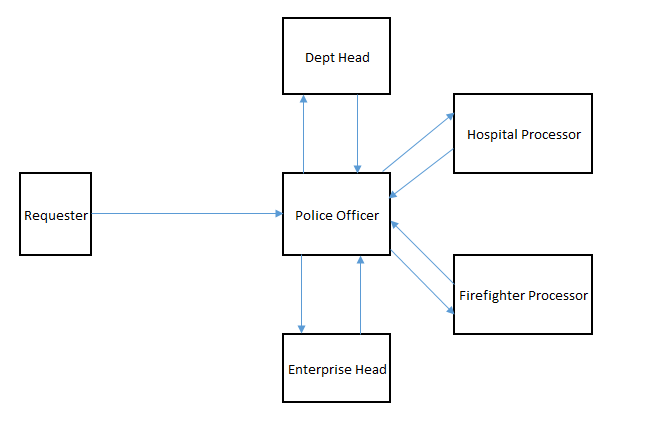 Dept Head
Hospital Processor
Requester
Police Officer
Firefighter Processor
Enterprise Head